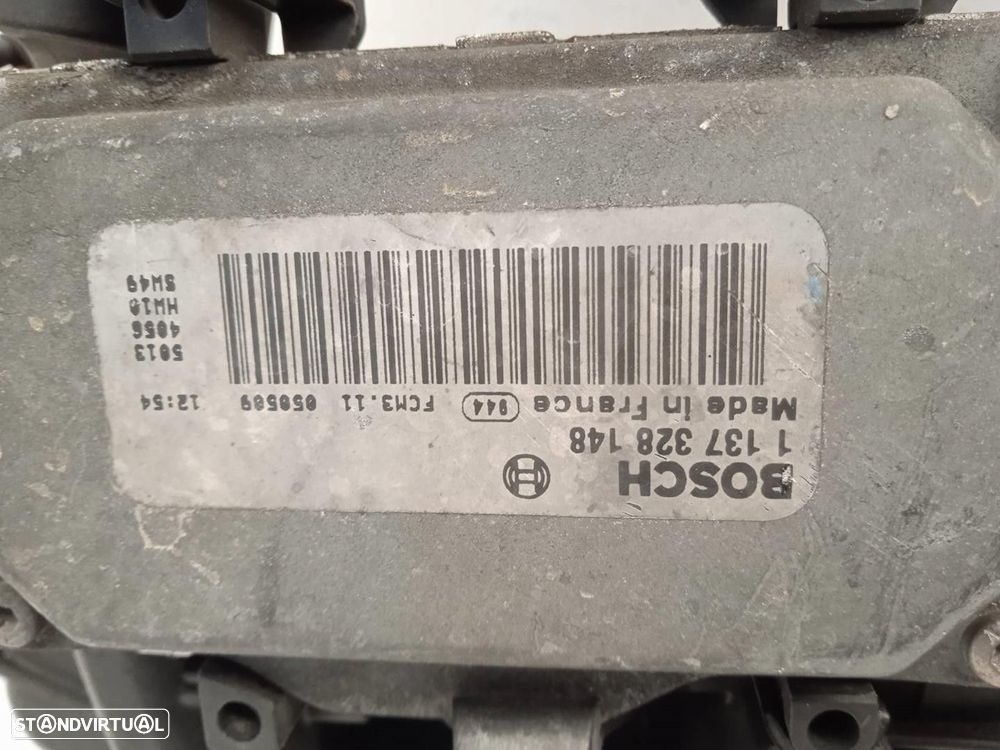 BOSCH
1 137 328 148
Made in France 944 FCM3.11 050509 12:54
5013
4056
HW10
SW49
STANDVIRTUAL